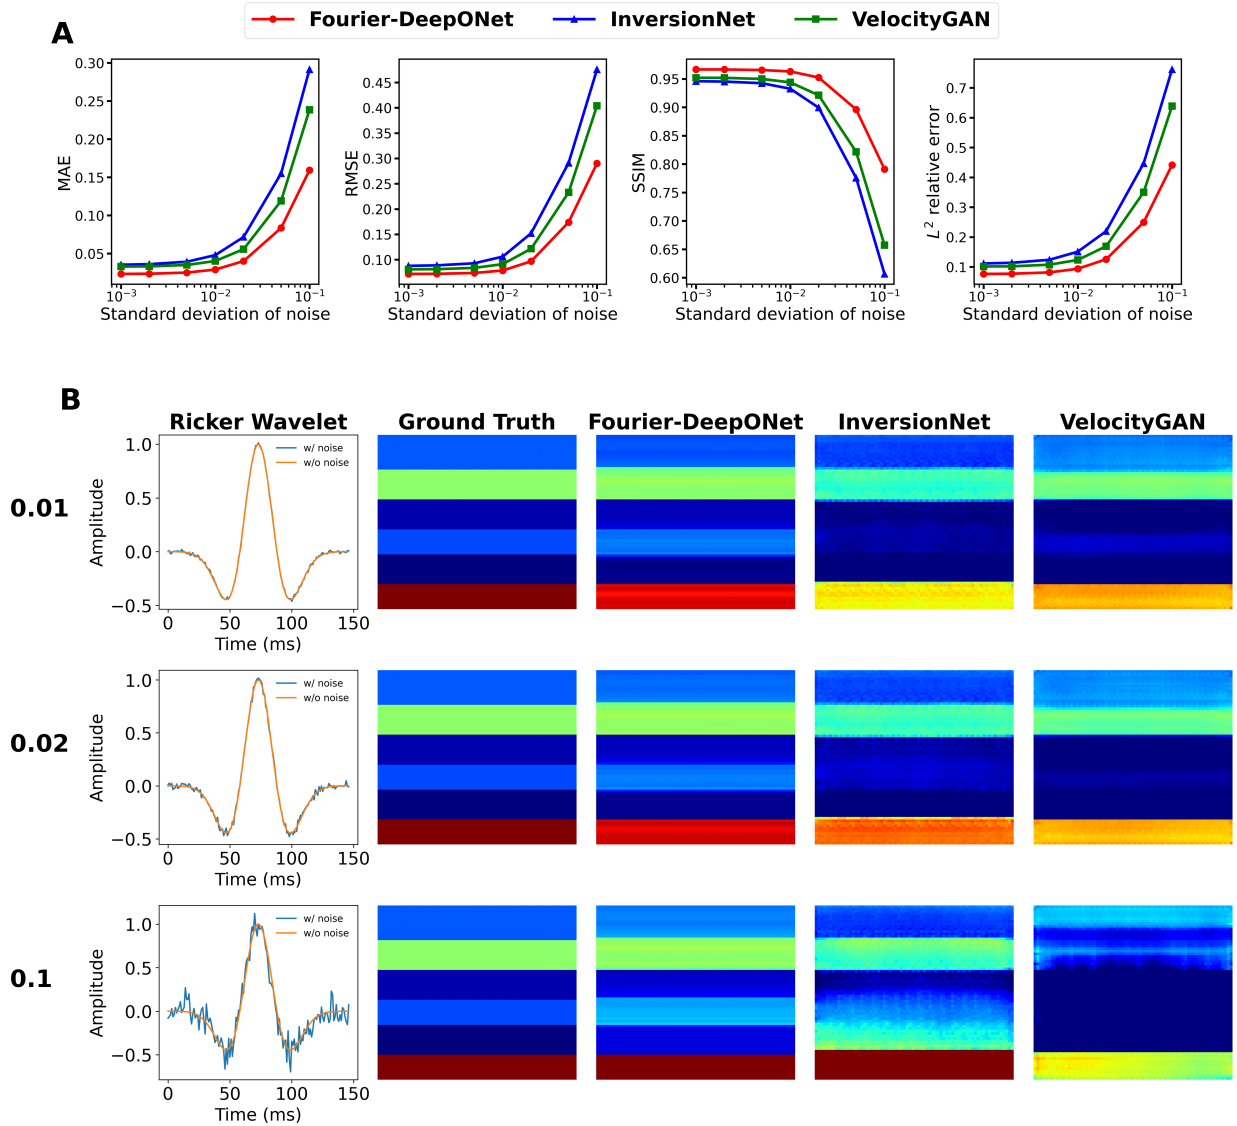 Fourier-DeepONet InversionNet VelocityGAN
A
0.30
0.25
0.20
0.15
0.10
0.05
MAE
10⁻³ 10⁻² 10⁻¹
Standard deviation of noise
0.45
0.40
0.35
0.30
0.25
0.20
0.15
0.10
RMSE
10⁻³ 10⁻² 10⁻¹
Standard deviation of noise
0.95
0.90
0.85
0.80
0.75
0.70
0.65
0.60
SSIM
10⁻³ 10⁻² 10⁻¹
Standard deviation of noise
0.7
0.6
0.5
0.4
0.3
0.2
0.1
L² relative error
10⁻³ 10⁻² 10⁻¹
Standard deviation of noise
B
Ricker Wavelet Ground Truth Fourier-DeepONet InversionNet VelocityGAN
0.01
Amplitude
1.0
0.5
0.0
−0.5
w/ noise
w/o noise
0 50 100 150
Time (ms)
0.02
Amplitude
1.0
0.5
0.0
−0.5
w/ noise
w/o noise
0 50 100 150
Time (ms)
0.1
Amplitude
1.0
0.5
0.0
−0.5
w/ noise
w/o noise
0 50 100 150
Time (ms)